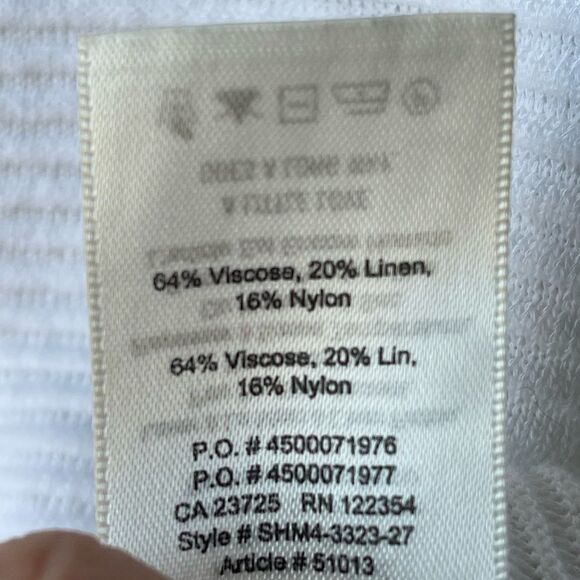 64% Viscose, 20% Linen,
16% Nylon
64% Viscose, 20% Lin,
16% Nylon
P.O. # 4500071976
P.O. # 4500071977
CA 23725 RN 122354
Style # SHM4-3323-27
Article # 51013